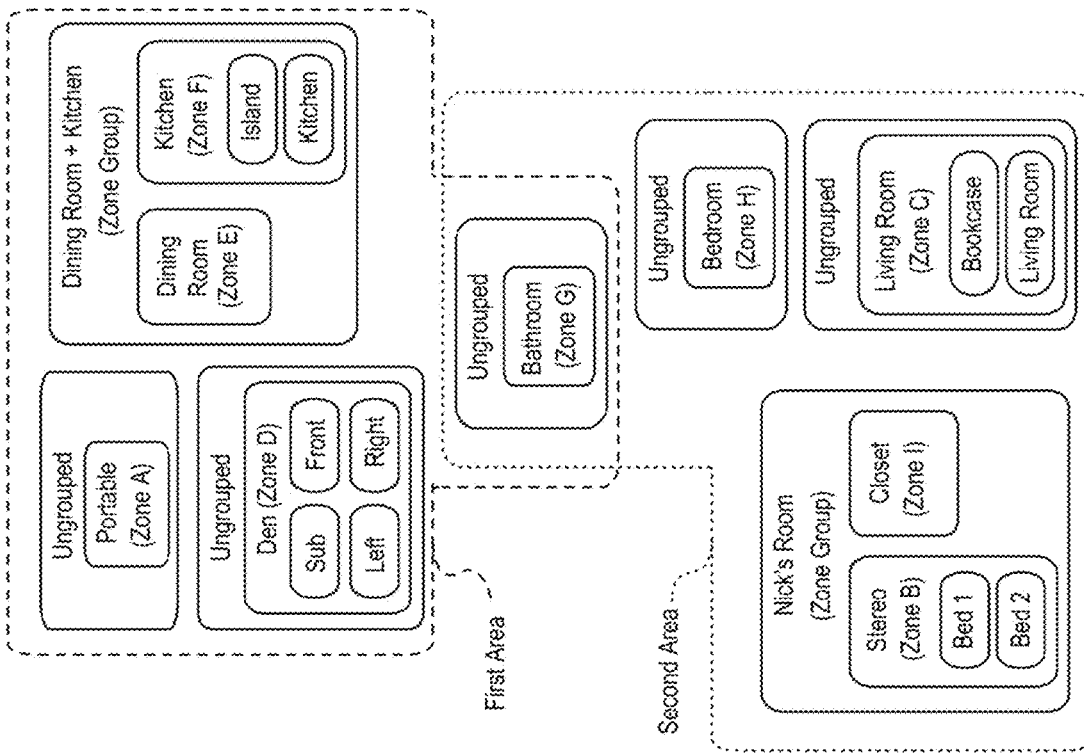 Ungrouped
Portable
(Zone A)
Ungrouped
Den (Zone D)
Sub
Front
Left
Right
Dining Room + Kitchen
(Zone Group)
Dining
Room
(Zone E)
Kitchen
(Zone F)
Island
Kitchen
First Area
Ungrouped
Bathroom
(Zone G)
Second Area
Nick's Room
(Zone Group)
Stereo
(Zone B)
Bed 1
Bed 2
Closet
(Zone I)
Ungrouped
Bedroom
(Zone H)
Ungrouped
Living Room
(Zone C)
Bookcase
Living Room